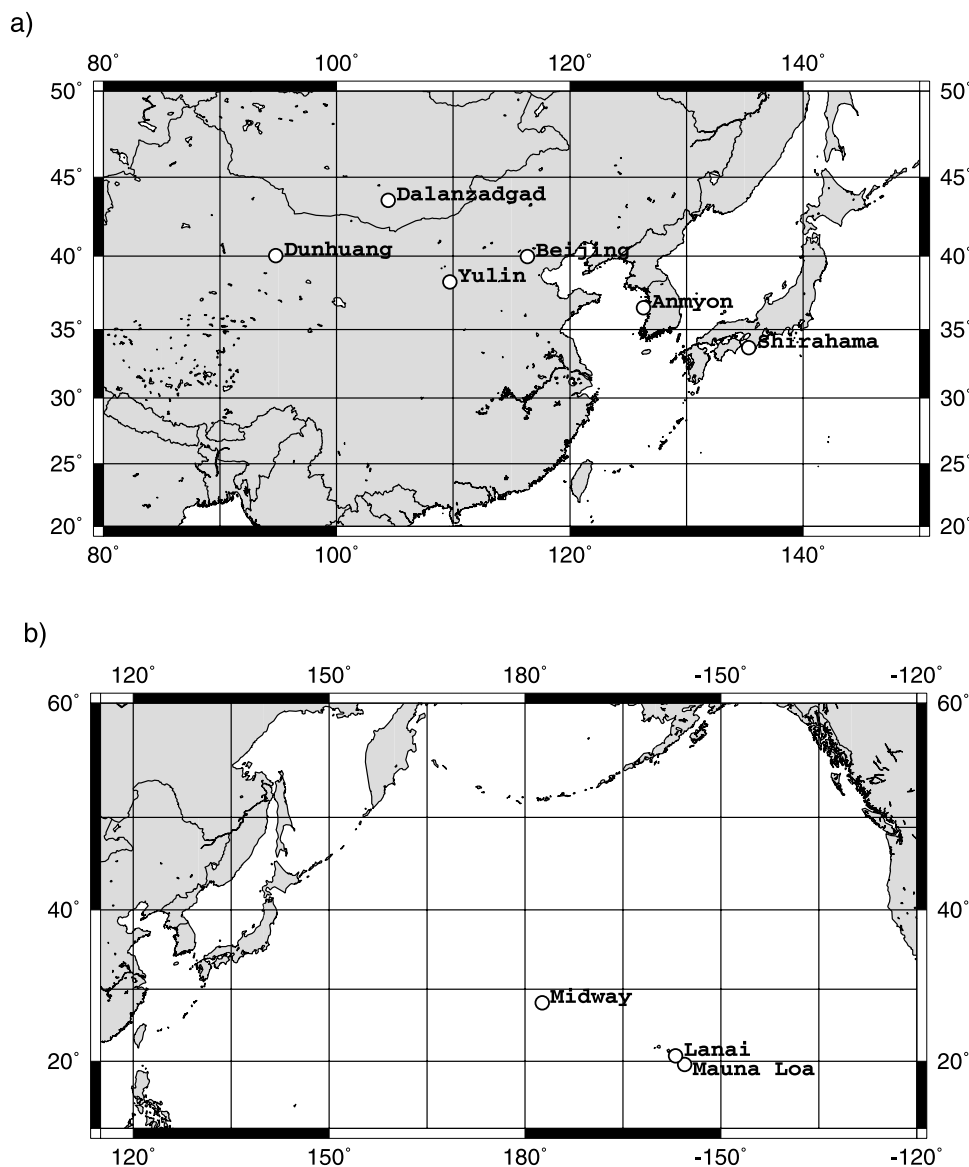 a)
80° 100° 120° 140°
50° 50°
45° 45°
Dalanzadgad
Dunhuang Beijing
40° 40°
Yulin
Anmyon
35° 35°
Shirahama
30° 30°
25° 25°
20° 20°
80° 100° 120° 140°
b)
120° 150° 180° -150° -120°
60° 60°
40° 40°
Midway
Lanai
20° 20°
Mauna Loa
120° 150° 180° -150° -120°